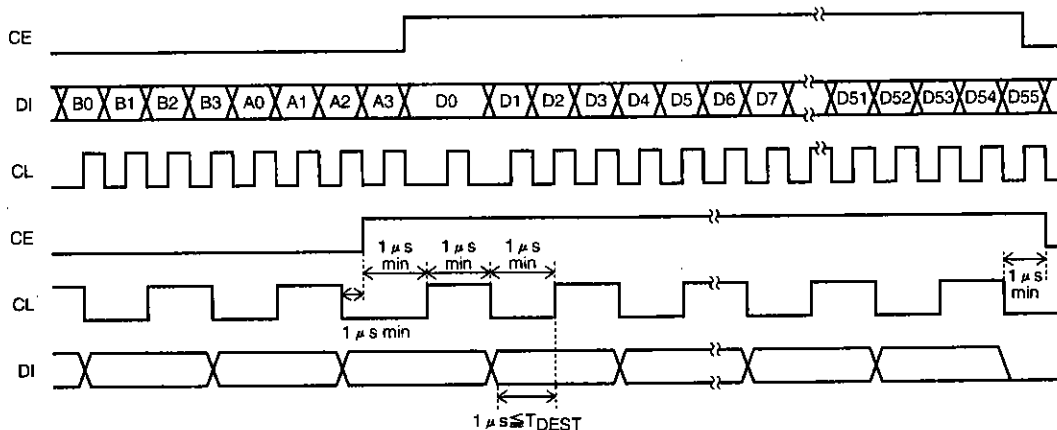 CE
DI B0 B1 B2 B3 A0 A1 A2 A3 D0 D1 D2 D3 D4 D5 D6 D7 D51 D52 D53 D54 D55
CL
CE
1 μs min 1 μs min 1 μs min 1 μs min
CL
1 μs min
DI
1 μs≦TDEST